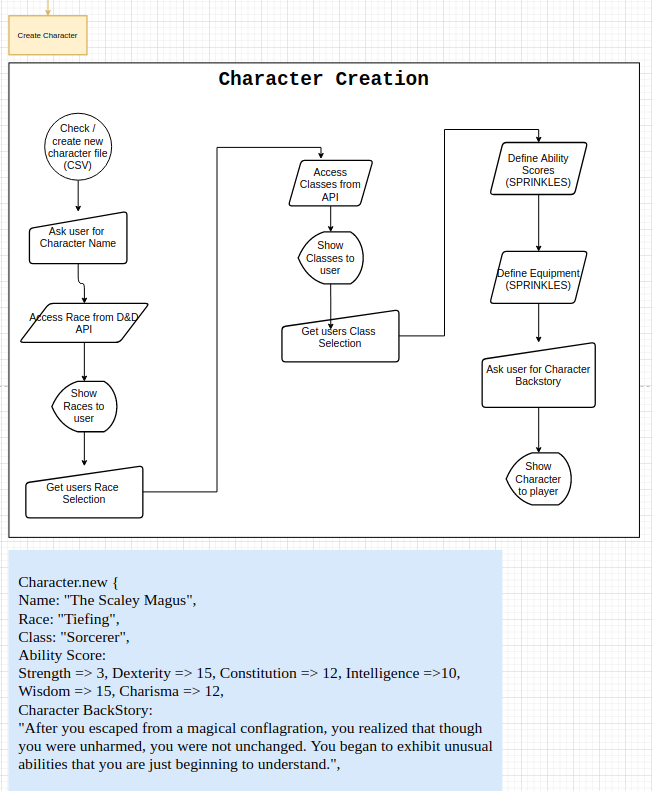 Create Character
Character Creation
Check /
create new
character file
(CSV)
Ask user for
Character Name
Access Race from D&D
API
Show
Races to
user
Get users Race
Selection
Access
Classes from
API
Show
Classes to
user
Get users Class
Selection
Define Ability
Scores
(SPRINKLES)
Define Equipment
(SPRINKLES)
Ask user for Character
Backstory
Show
Character
to player
Character.new {
Name: "The Scaley Magus",
Race: "Tiefing",
Class: "Sorcerer",
Ability Score:
Strength => 3, Dexterity => 15, Constitution => 12, Intelligence =>10,
Wisdom => 15, Charisma => 12,
Character BackStory:
"After you escaped from a magical conflagration, you realized that though
you were unharmed, you were not unchanged. You began to exhibit unusual
abilities that you are just beginning to understand.",